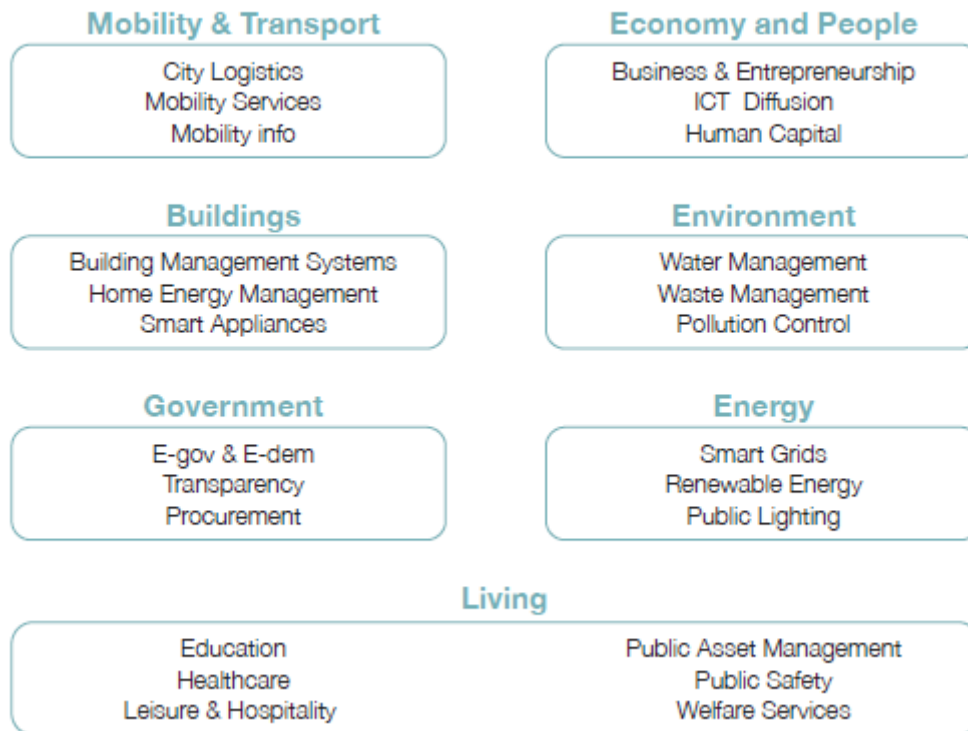 Mobility & Transport
City Logistics
Mobility Services
Mobility info
Economy and People
Business & Entrepreneurship
ICT Diffusion
Human Capital
Buildings
Building Management Systems
Home Energy Management
Smart Appliances
Environment
Water Management
Waste Management
Pollution Control
Government
E-gov & E-dem
Transparency
Procurement
Energy
Smart Grids
Renewable Energy
Public Lighting
Living
Education
Healthcare
Leisure & Hospitality
Public Asset Management
Public Safety
Welfare Services